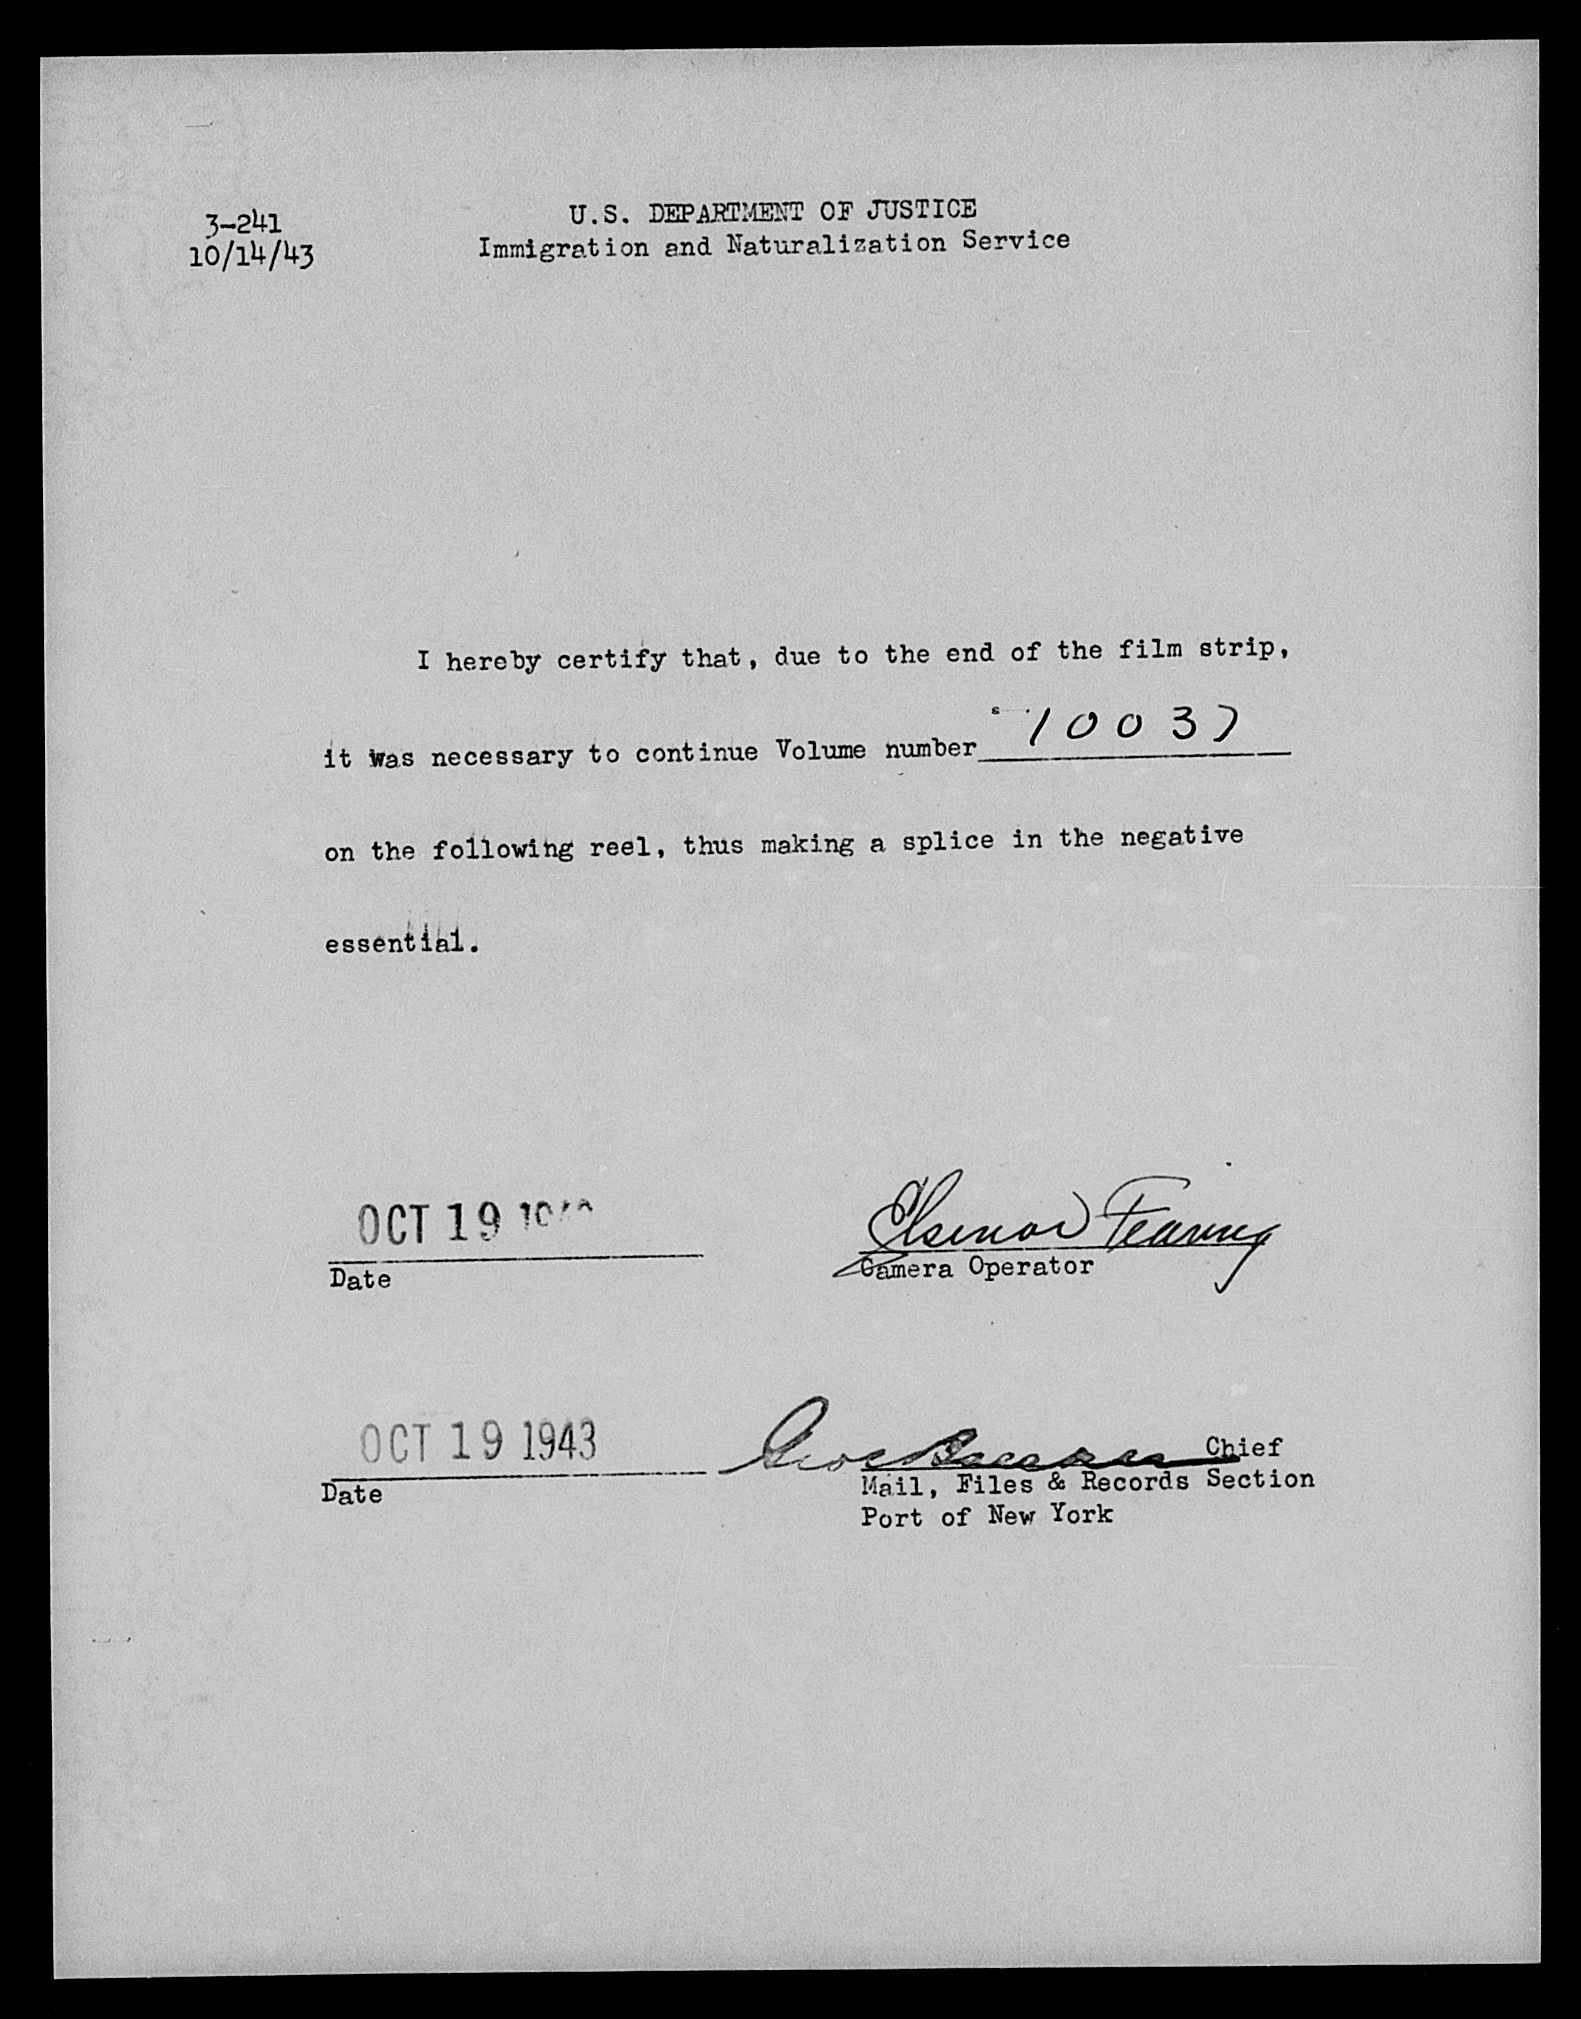 3-241
10/14/43
U.S. DEPARTMENT OF JUSTICE
Immigration and Naturalization Service
I hereby certify that, due to the end of the film strip,
it was necessary to continue Volume number 10037
on the following reel, thus making a splice in the negative
essential.
OCT 19
Date
Elsenor Fearing
Camera Operator
OCT 19 1943
Date
Chief
Mail, Files & Records Section
Port of New York